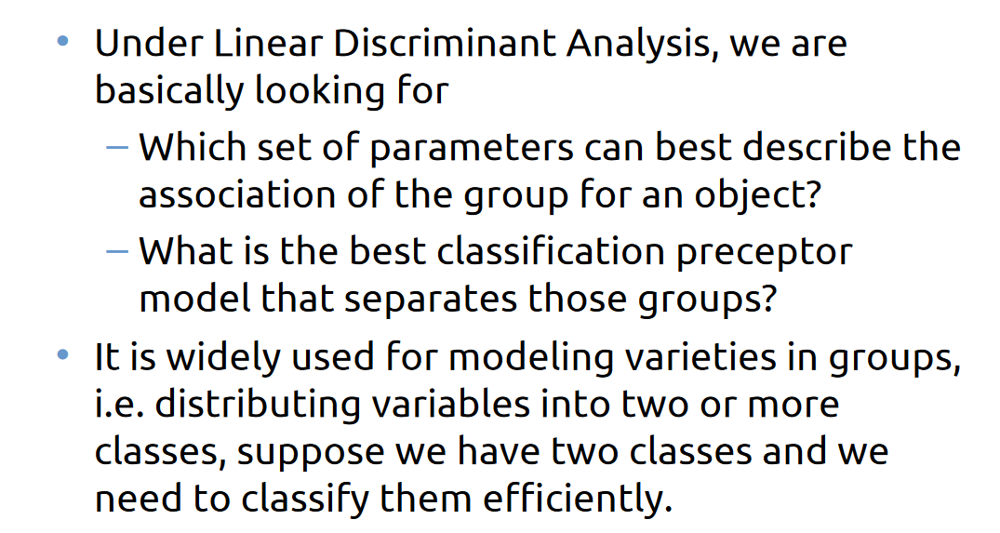 • Under Linear Discriminant Analysis, we are
basically looking for
– Which set of parameters can best describe the
association of the group for an object?
– What is the best classification preceptor
model that separates those groups?
• It is widely used for modeling varieties in groups,
i.e. distributing variables into two or more
classes, suppose we have two classes and we
need to classify them efficiently.